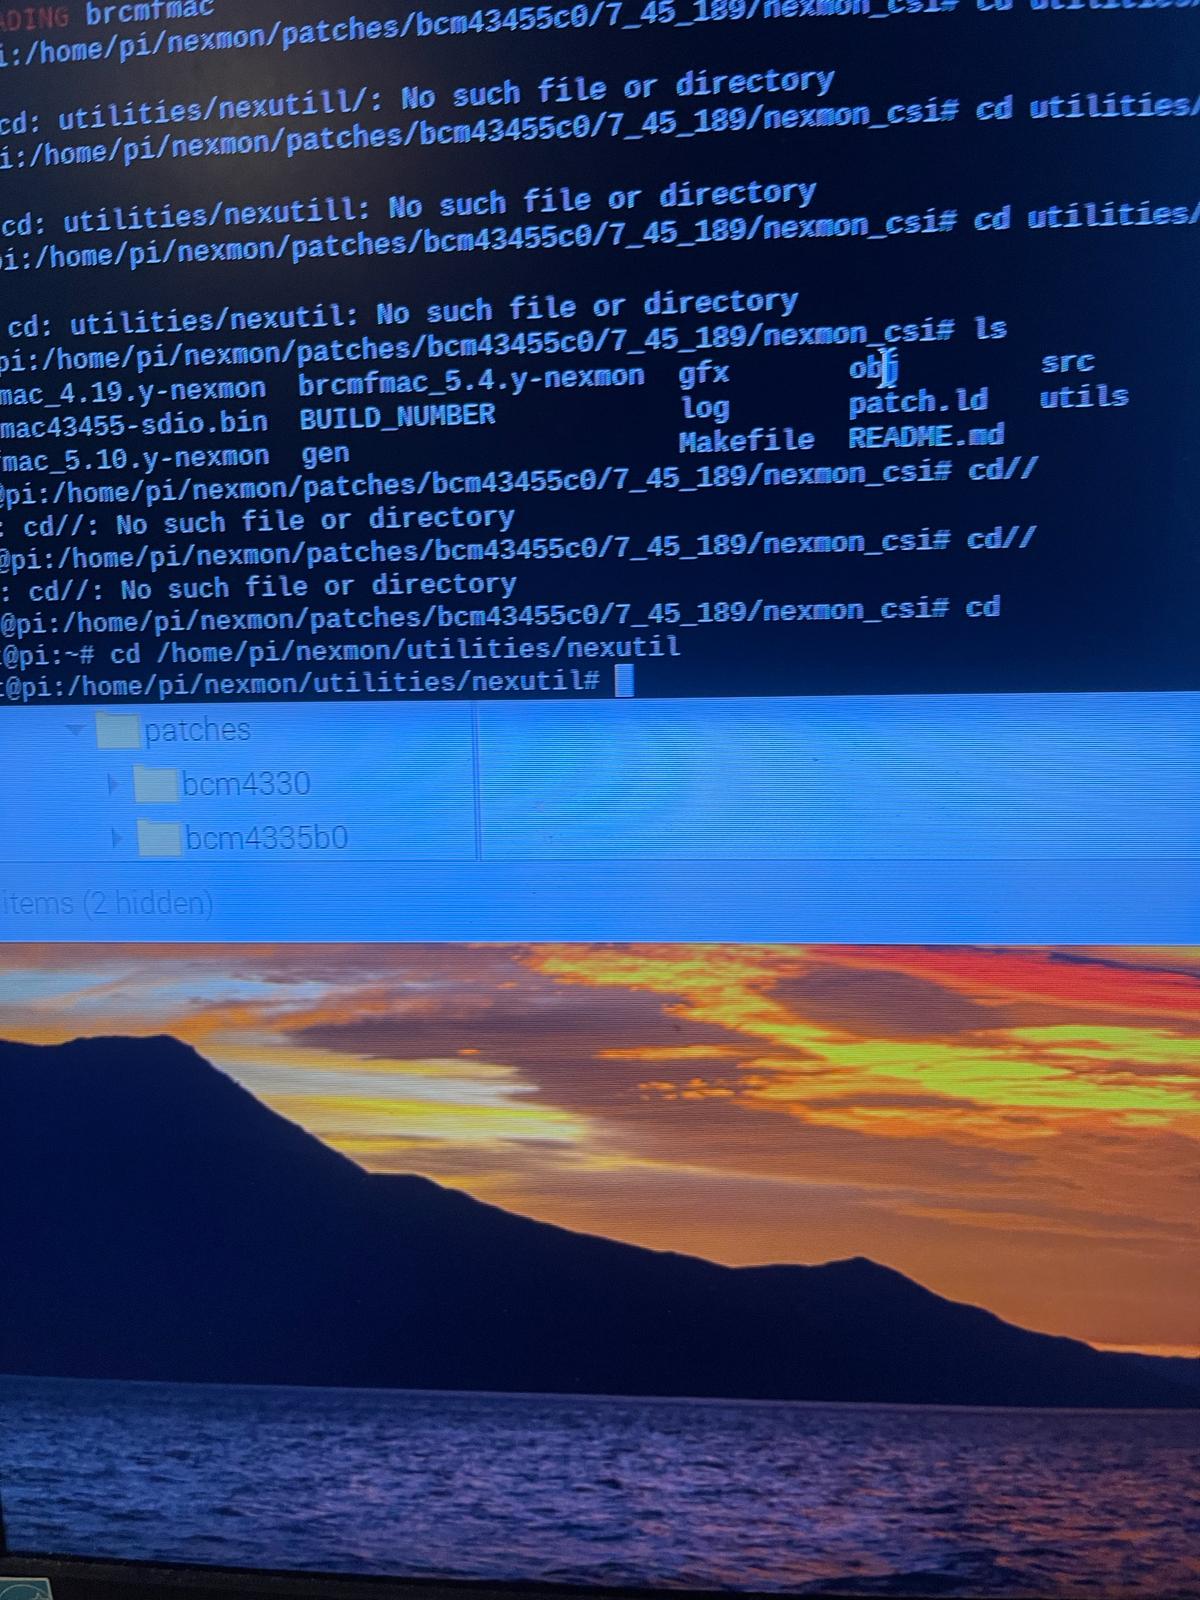 ADING brcmfmac
i:/home/pi/nexmon/patches/bcm43455c0/7_45_189/nexmon_csi# cd utilities/
cd: utilities/nexutill/: No such file or directory
i:/home/pi/nexmon/patches/bcm43455c0/7_45_189/nexmon_csi# cd utilities/
cd: utilities/nexutill: No such file or directory
pi:/home/pi/nexmon/patches/bcm43455c0/7_45_189/nexmon_csi# cd utilities/
cd: utilities/nexutil: No such file or directory
pi:/home/pi/nexmon/patches/bcm43455c0/7_45_189/nexmon_csi# ls
mac_4.19.y-nexmon brcmfmac_5.4.y-nexmon gfx obj src
mac43455-sdio.bin BUILD_NUMBER log patch.ld utils
fmac_5.10.y-nexmon gen Makefile README.md
@pi:/home/pi/nexmon/patches/bcm43455c0/7_45_189/nexmon_csi# cd//
: cd//: No such file or directory
@pi:/home/pi/nexmon/patches/bcm43455c0/7_45_189/nexmon_csi# cd//
: cd//: No such file or directory
@pi:/home/pi/nexmon/patches/bcm43455c0/7_45_189/nexmon_csi# cd
@pi:~# cd /home/pi/nexmon/utilities/nexutil
t@pi:/home/pi/nexmon/utilities/nexutil#
patches
bcm4330
bcm4335b0
items (2 hidden)